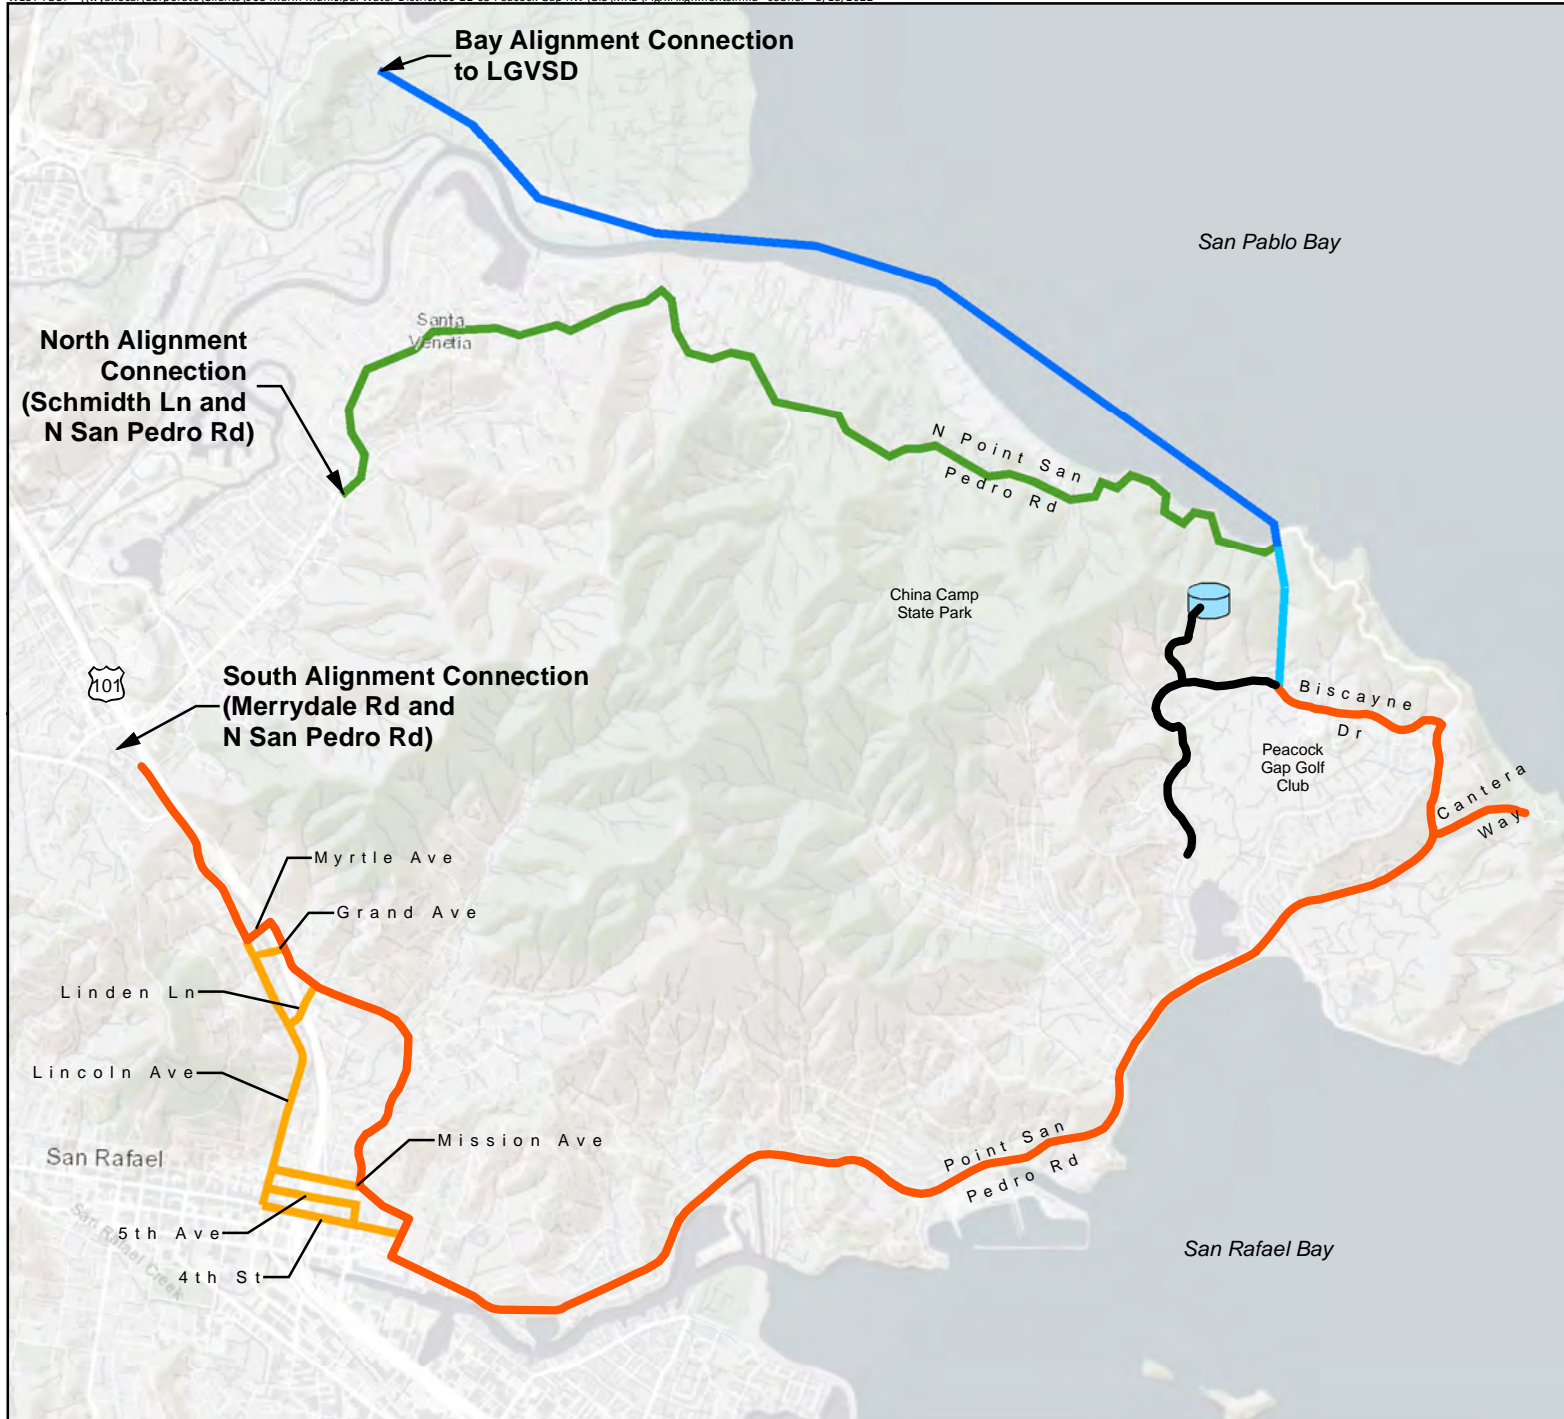 Bay Alignment Connection
to LGVSD
San Pablo Bay
Santa
Venetia
North Alignment
Connection
(Schmidth Ln and
N San Pedro Rd)
N Point San
Pedro Rd
China Camp
State Park
101
South Alignment Connection
(Merrydale Rd and
N San Pedro Rd)
Biscayne
Dr
Peacock
Gap Golf
Club
Cantera
Way
Myrtle Ave
Grand Ave
Linden Ln
Lincoln Ave
Mission Ave
Point San
Pedro Rd
San Rafael
San Rafael Creek
5th Ave
4th St
San Rafael Bay